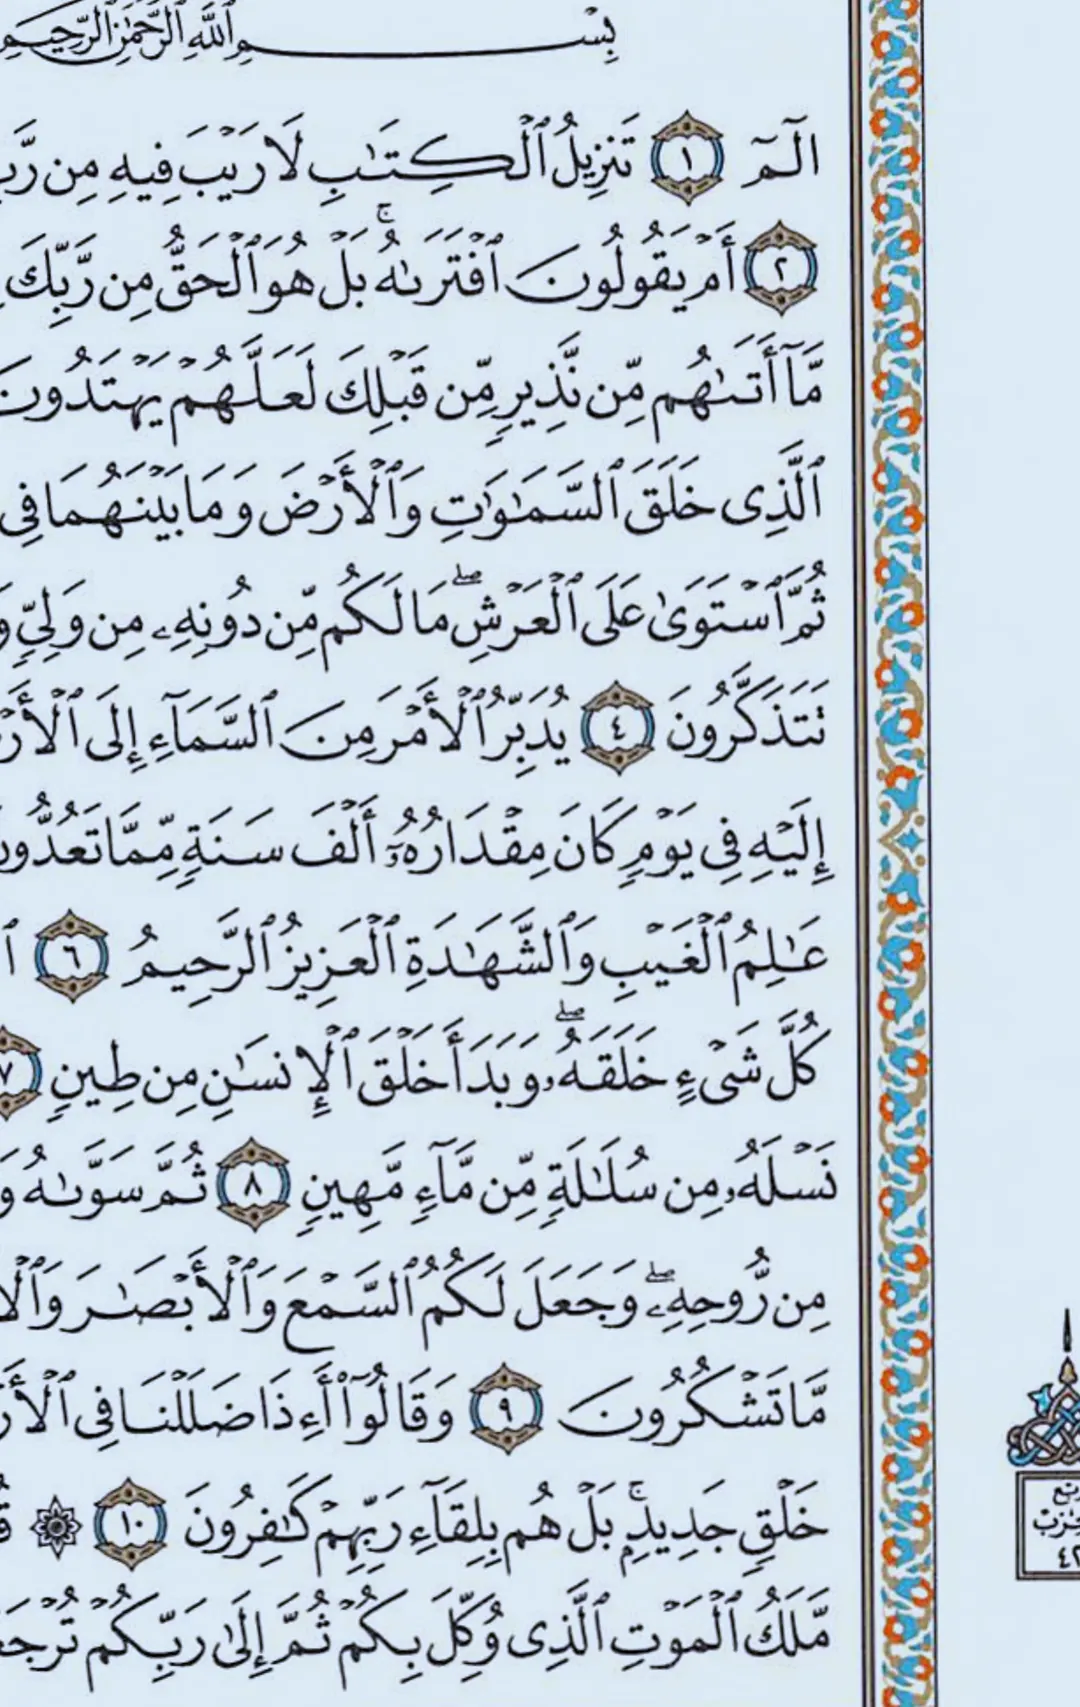 بِسْمِ ٱللَّهِ ٱلرَّحْمَٰنِ ٱلرَّحِيمِ
الٓمٓ ١ تَنزِيلُ ٱلْكِتَٰبِ لَا رَيْبَ فِيهِ مِن
٢ أَمْ يَقُولُونَ ٱفْتَرَىٰهُ ۚ بَلْ هُوَ ٱلْحَقُّ مِن رَّبِّكَ
مَّآ أَتَىٰهُم مِّن نَّذِيرٍ مِّن قَبْلِكَ لَعَلَّهُمْ يَهْتَدُونَ
ٱلَّذِى خَلَقَ ٱلسَّمَٰوَٰتِ وَٱلْأَرْضَ وَمَا بَيْنَهُمَا فِى
ثُمَّ ٱسْتَوَىٰ عَلَى ٱلْعَرْشِ ۖ مَا لَكُم مِّن دُونِهِۦ مِن وَلِىٍّ
تَتَذَكَّرُونَ ٤ يُدَبِّرُ ٱلْأَمْرَ مِنَ ٱلسَّمَآءِ إِلَى
إِلَيْهِ فِى يَوْمٍ كَانَ مِقْدَارُهُۥٓ أَلْفَ سَنَةٍ مِّمَّا تَعُدُّونَ
عَٰلِمُ ٱلْغَيْبِ وَٱلشَّهَٰدَةِ ٱلْعَزِيزُ ٱلرَّحِيمُ ٦
كُلَّ شَىْءٍ خَلَقَهُۥ ۖ وَبَدَأَ خَلْقَ ٱلْإِنسَٰنِ مِن طِينٍ ٧
نَسْلَهُۥ مِن سُلَٰلَةٍ مِّن مَّآءٍ مَّهِينٍ ٨ ثُمَّ سَوَّىٰهُ وَ
مِن رُّوحِهِۦ ۖ وَجَعَلَ لَكُمُ ٱلسَّمْعَ وَٱلْأَبْصَٰرَ
مَّا تَشْكُرُونَ ٩ وَقَالُوٓا۟ أَءِذَا ضَلَلْنَا فِى
خَلْقٍ جَدِيدٍۭ ۚ بَلْ هُم بِلِقَآءِ رَبِّهِمْ كَٰفِرُونَ ١٠ ۞
مَّلَكُ ٱلْمَوْتِ ٱلَّذِى وُكِّلَ بِكُمْ ثُمَّ إِلَىٰ رَبِّكُمْ